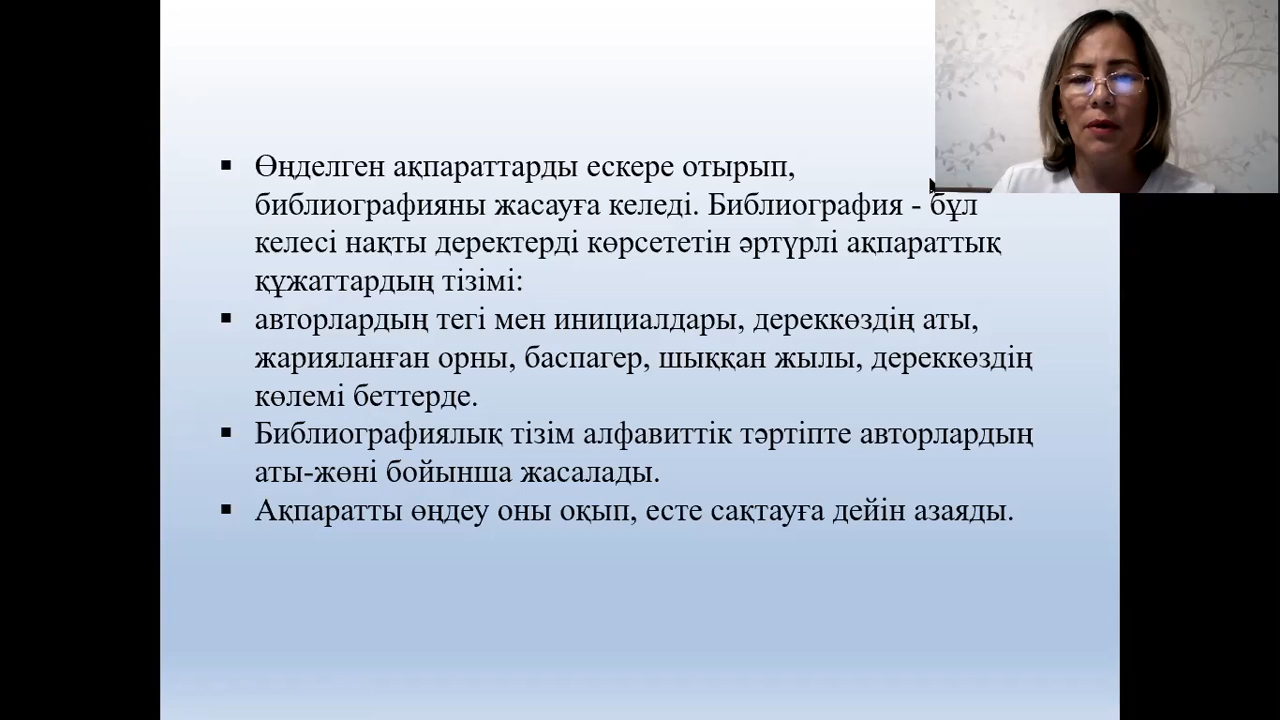 ▪ Өңделген ақпараттарды ескере отырып,
библиографияны жасауға келеді. Библиография - бұл
келесі нақты деректерді көрсететін әртүрлі ақпараттық
құжаттардың тізімі:
▪ авторлардың тегі мен инициалдары, дереккөздің аты,
жарияланған орны, баспагер, шыққан жылы, дереккөздің
көлемі беттерде.
▪ Библиографиялық тізім алфавиттік тәртіпте авторлардың
аты-жөні бойынша жасалады.
▪ Ақпаратты өңдеу оны оқып, есте сақтауға дейін азаяды.